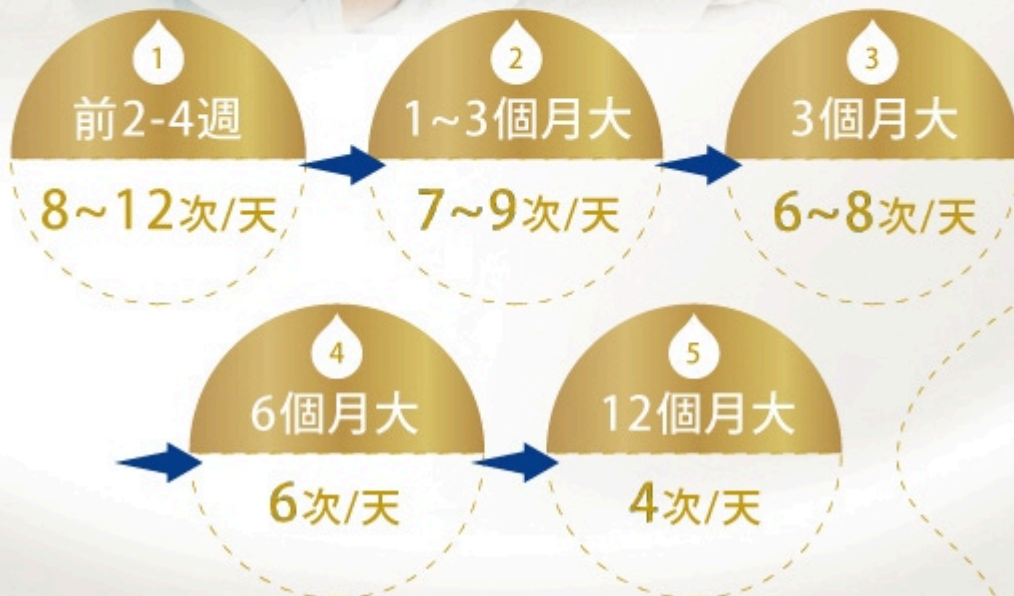 1
前2-4週
8~12次/天
2
1~3個月大
7~9次/天
3
3個月大
6~8次/天
4
6個月大
6次/天
5
12個月大
4次/天